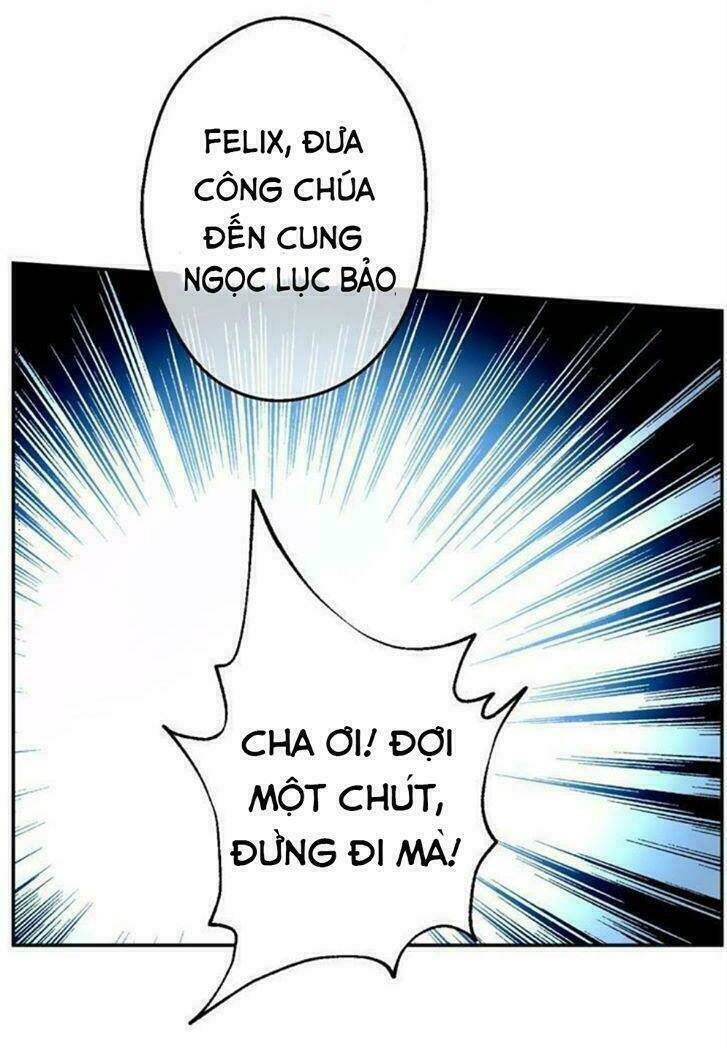 FELIX, ĐƯA
CÔNG CHÚA
ĐẾN CUNG
NGỌC LỤC BẢO
CHA ƠI! ĐỢI
MỘT CHÚT,
ĐỪNG ĐI MÀ!